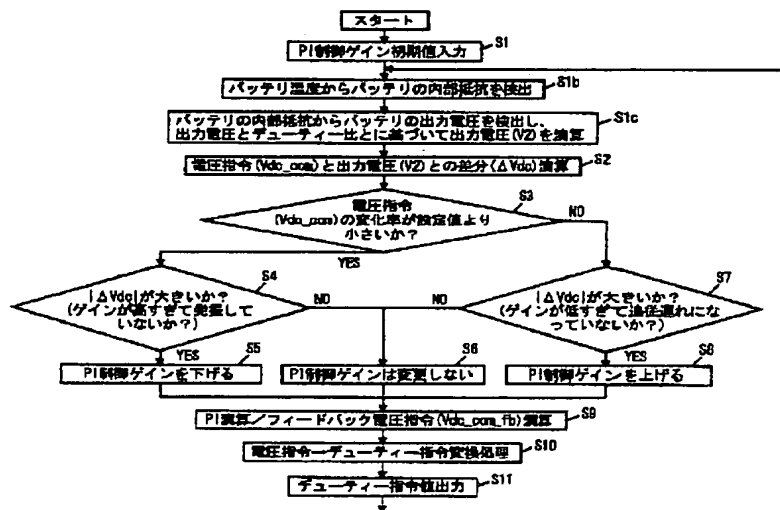 スタート
PI制御ゲイン初期値入力
S1
バッテリ温度からバッテリの内部抵抗を検出
S1b
バッテリの内部抵抗からバッテリの出力電圧を検出し、
出力電圧とデューティー比とに基づいて出力電圧(V2)を演算
S1c
電圧指令(Vdc_com)と出力電圧(V2)との差分(ΔVdc)演算
S2
電圧指令
(Vdc_com)の変化率が設定値より
小さいか?
S3
NO
YES
|ΔVdc|が大きいか?
(ゲインが高すぎて発振して
いないか?)
S4
NO
YES
|ΔVdc|が大きいか?
(ゲインが低すぎて追従遅れにな
っていないか?)
S7
NO
YES
PI制御ゲインを下げる
S5
PI制御ゲインは変更しない
S6
PI制御ゲインを上げる
S8
PI演算/フィードバック電圧指令(Vdc_com_fb)演算
S9
電圧指令ーデューティー指令変換処理
S10
デューティー指令値出力
S11